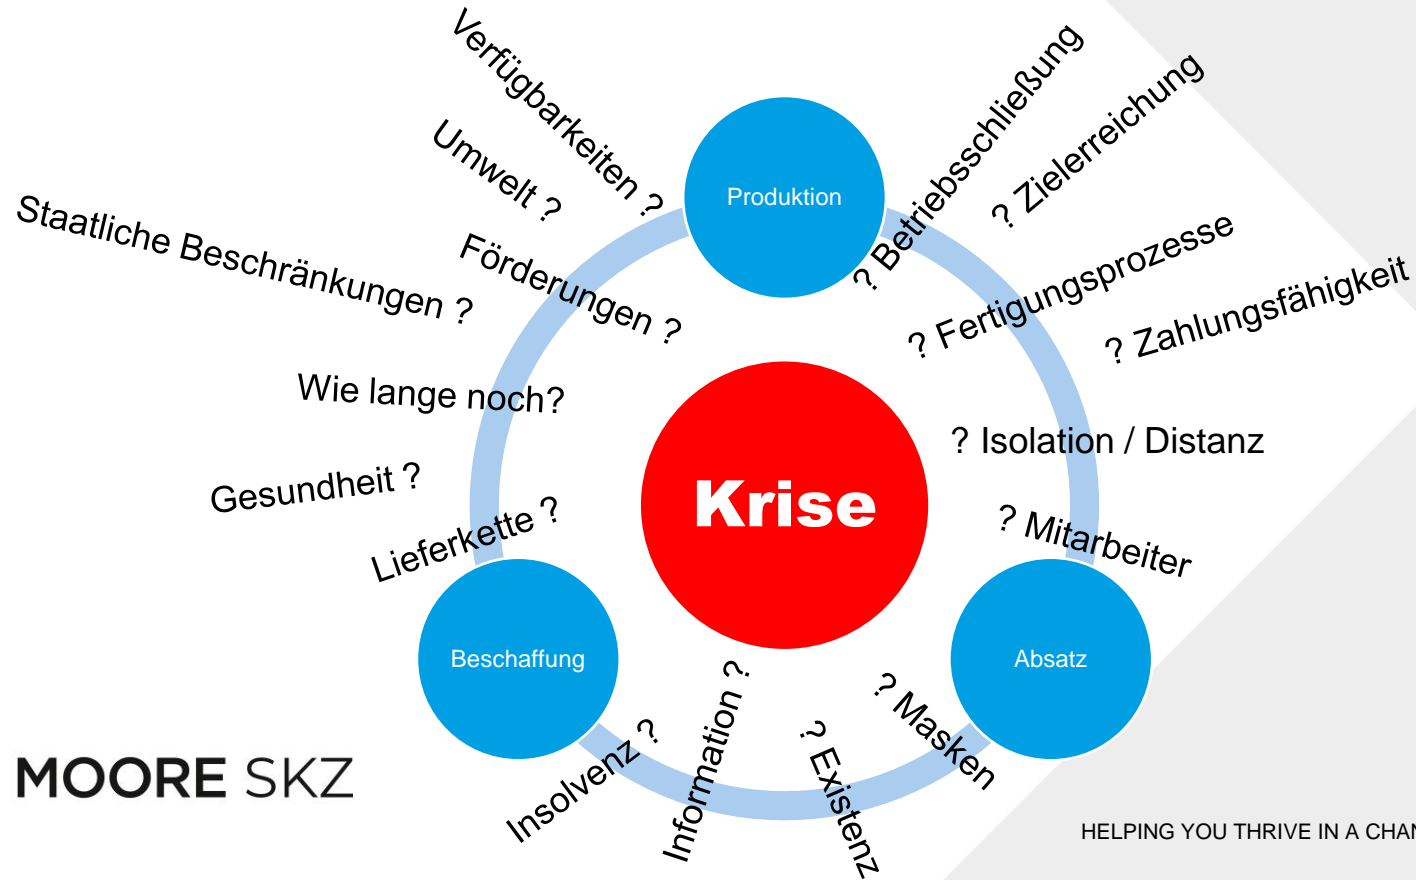 Verfügbarkeiten ?
Umwelt ?
Staatliche Beschränkungen ?
Förderungen ?
Wie lange noch?
Gesundheit ?
Lieferkette ?
Produktion
? Betriebsschließung
? Zielerreichung
? Fertigungsprozesse
? Zahlungsfähigkeit
? Isolation / Distanz
? Mitarbeiter
Krise
Beschaffung
Absatz
Insolvenz ?
Information ?
? Existenz
? Masken
MOORE SKZ
HELPING YOU THRIVE IN A CHAN